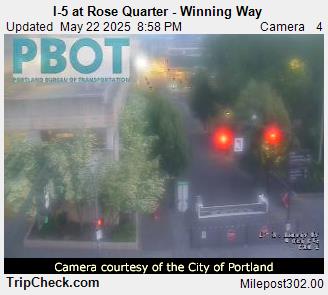 I-5 at Rose Quarter - Winning Way
Updated May 22 2025 8:58 PM Camera 4
PBOT
PORTLAND BUREAU OF TRANSPORTATION
Camera courtesy of the City of Portland
TripCheck.com Milepost302.00